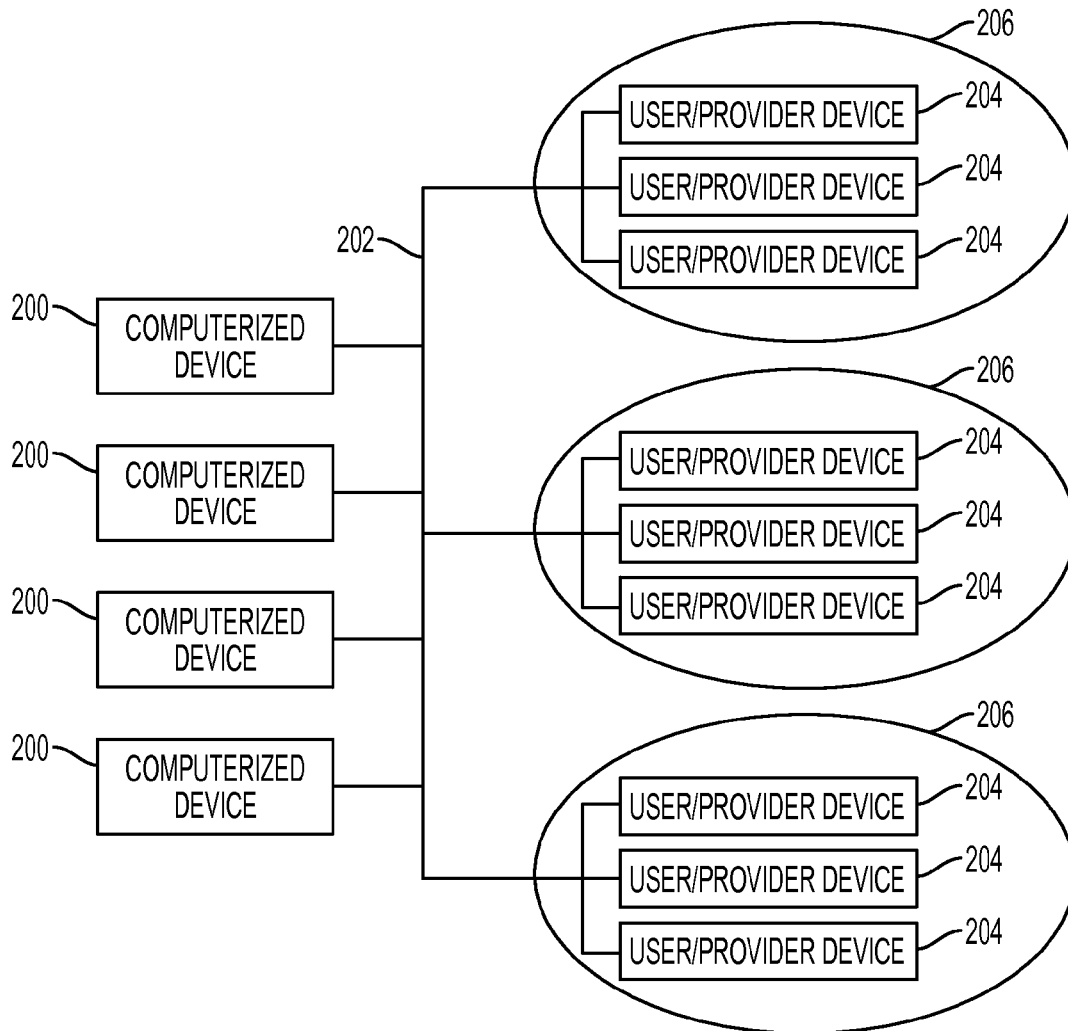 206
USER/PROVIDER DEVICE
204
USER/PROVIDER DEVICE
204
USER/PROVIDER DEVICE
204
202
200
COMPUTERIZED
DEVICE
206
200
COMPUTERIZED
DEVICE
USER/PROVIDER DEVICE
204
USER/PROVIDER DEVICE
204
USER/PROVIDER DEVICE
204
200
COMPUTERIZED
DEVICE
206
200
COMPUTERIZED
DEVICE
USER/PROVIDER DEVICE
204
USER/PROVIDER DEVICE
204
USER/PROVIDER DEVICE
204